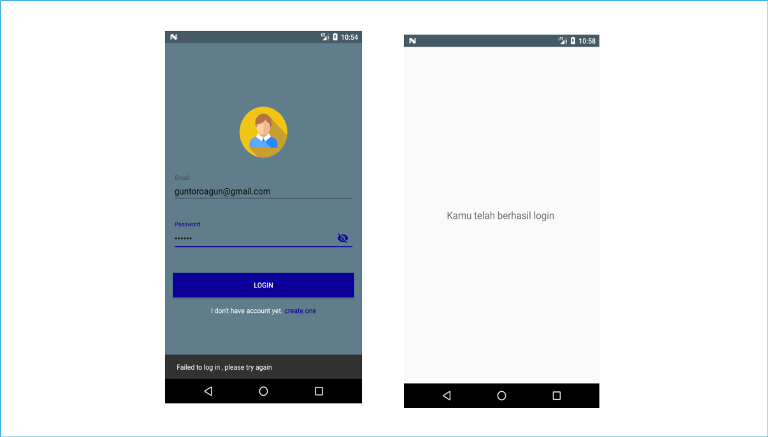 10:54
Email
guntoroagun@gmail.com
Password
••••••
LOGIN
I don't have account yet. create one
Failed to log in , please try again
10:58
Kamu telah berhasil login